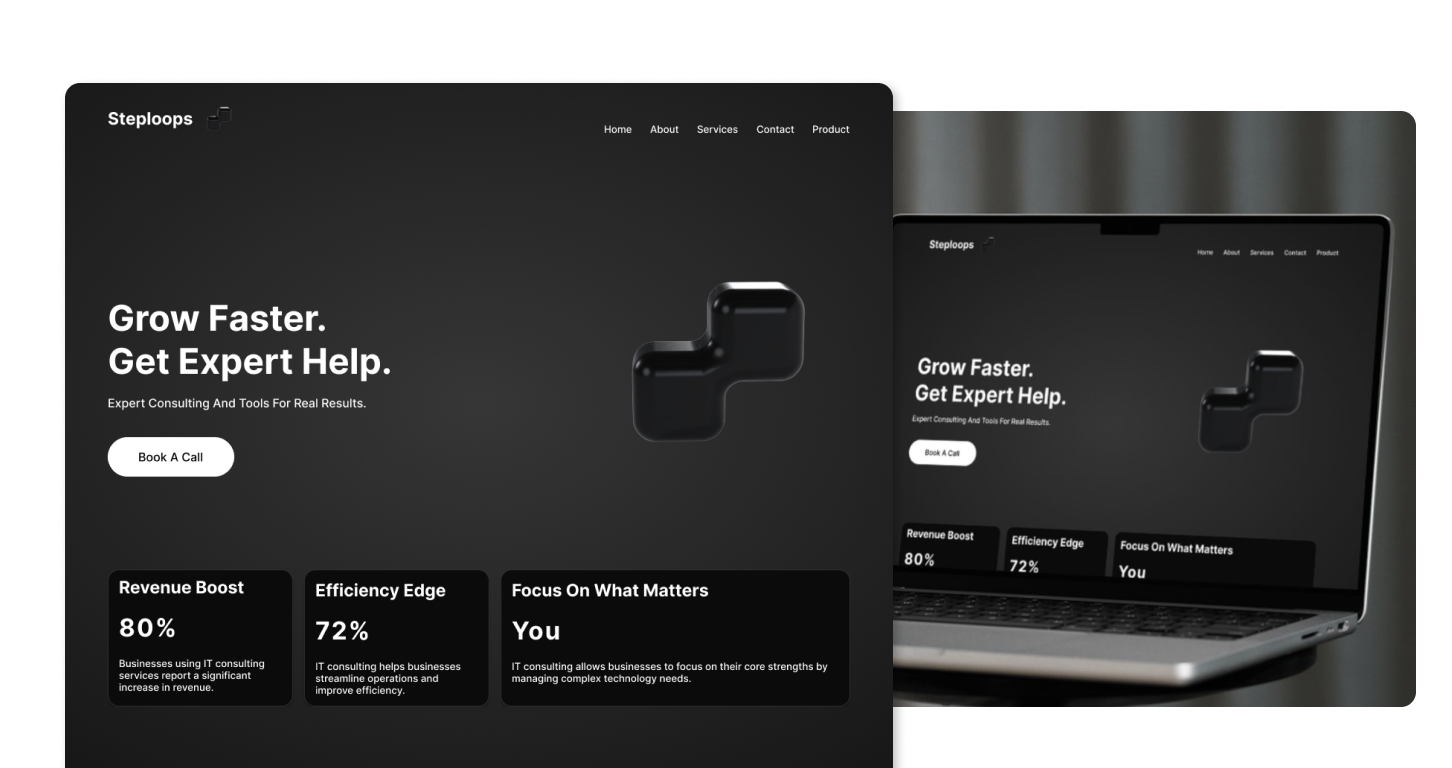 Steploops
Home About Services Contact Product
Grow Faster.
Get Expert Help.
Expert Consulting And Tools For Real Results.
Book A Call
Revenue Boost
80%
Businesses using IT consulting
services report a significant
increase in revenue.
Efficiency Edge
72%
IT consulting helps businesses
streamline operations and
improve efficiency.
Focus On What Matters
You
IT consulting allows businesses to focus on their core strengths by
managing complex technology needs.
Steploops
Home About Services Contact Product
Grow Faster.
Get Expert Help.
Expert Consulting And Tools For Real Results.
Book A Call
Revenue Boost
80%
Efficiency Edge
72%
Focus On What Matters
You